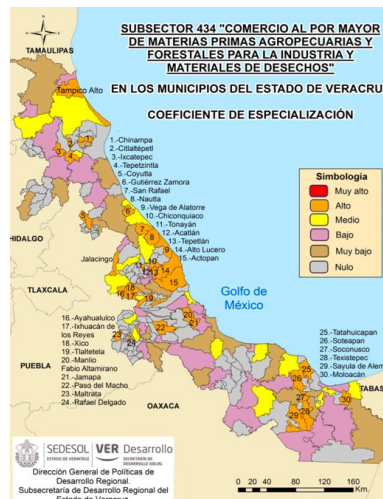 SUBSECTOR 434 "COMERCIO AL POR MAYOR
DE MATERIAS PRIMAS AGROPECUARIAS Y
FORESTALES PARA LA INDUSTRIA Y
MATERIALES DE DESECHOS"
EN LOS MUNICIPIOS DEL ESTADO DE VERACRU
COEFICIENTE DE ESPECIALIZACIÓN
N
TAMAULIPAS
Tampico Alto
1.-Chinampa
2.-Citlaltépetl
3.-Ixcatepec
4.-Tepetzintla
5.-Coyutla
6.-Gutiérrez Zamora
7.-San Rafael
8.-Nautla
9.-Vega de Alatorre
10.-Chiconquiaco
11.-Tonayán
12.-Acatlán
13.-Tepetlán
14.-Alto Lucero
15.-Actopan
Simbología
Muy alto
Alto
Medio
Bajo
Muy bajo
Nulo
HIDALGO
Jalacingo
TLAXCALA
Golfo de
México
16.-Ayahualulco
17.-Ixhuacán de
los Reyes
18.-Xico
19.-Tlaltetela
20.-Manlio
Fabio Altamirano
21.-Jamapa
22.-Paso del Macho
23.-Maltrata
24.-Rafael Delgado
PUEBLA
OAXACA
25.-Tatahuicapan
26.-Soteapan
27.-Soconusco
28.-Texistepec
29.-Sayula de Alem
30.-Moloacán
TABAS
SEDESOL
VER Desarrollo
Dirección General de Políticas de
Desarrollo Regional.
Subsecretaría de Desarrollo Regional del
Estado de Veracruz
0 20 40 80 120 160
Km.